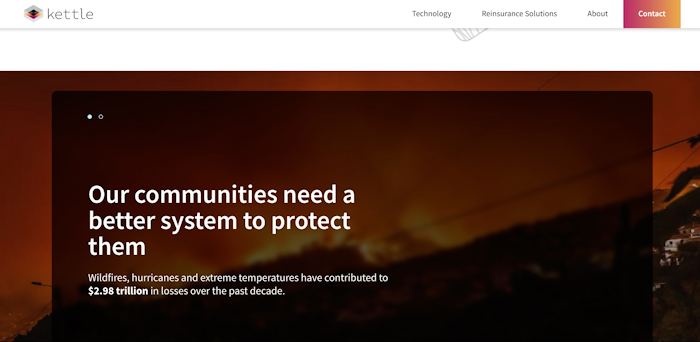 kettle
Technology
Reinsurance Solutions
About
Contact
Our communities need a
better system to protect
them
Wildfires, hurricanes and extreme temperatures have contributed to
$2.98 trillion in losses over the past decade.